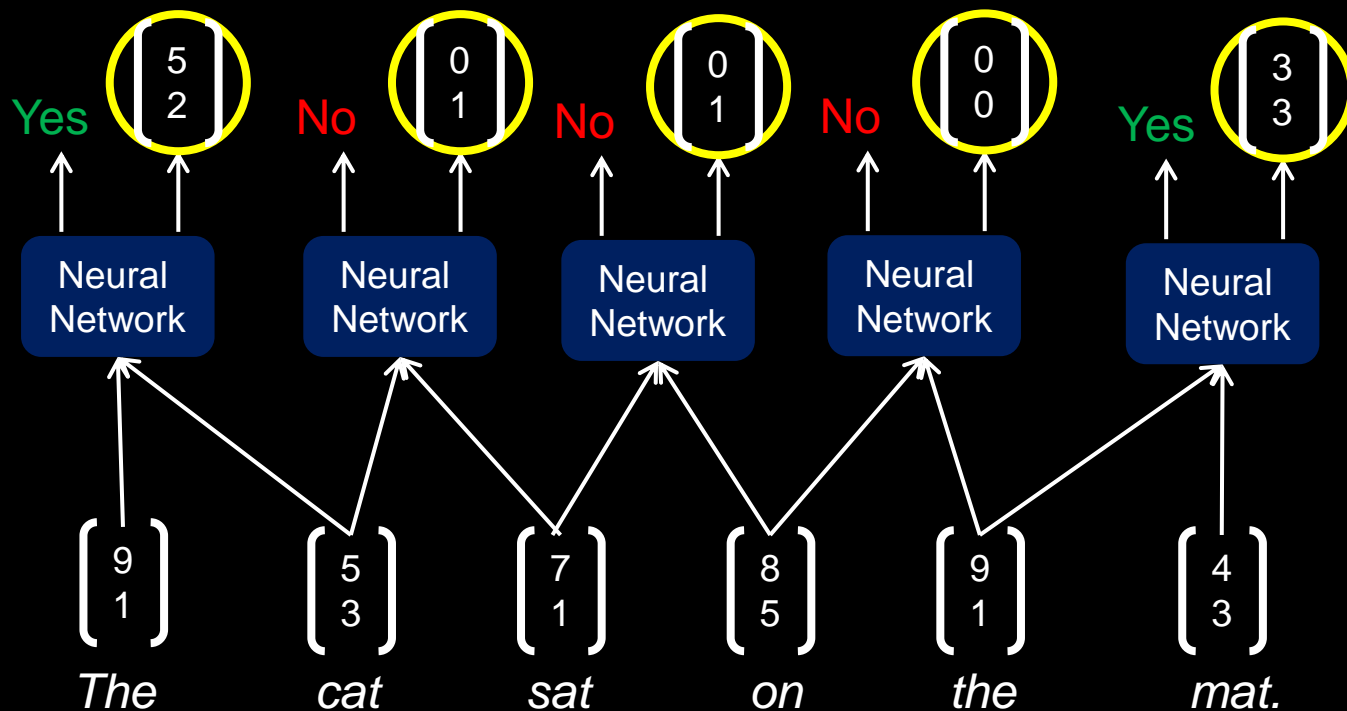 5 0 0 0 3
2 1 1 0 3
Yes No No No Yes
Neural Neural Neural Neural Neural
Network Network Network Network Network
9 5 7 8 9 4
1 3 1 5 1 3
The cat sat on the mat.